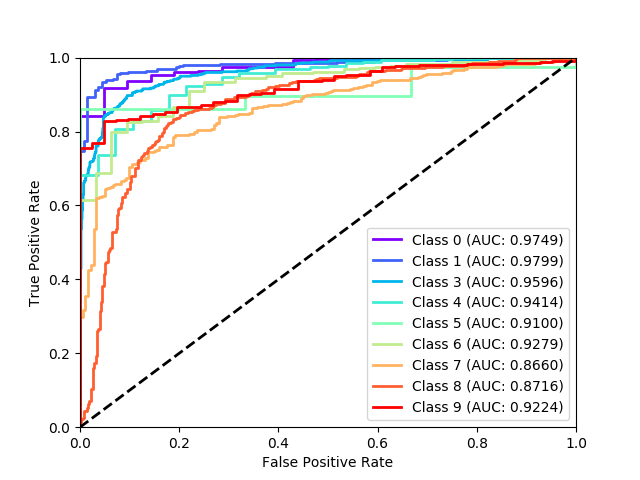 1.0
0.8
0.6
0.4
0.2
0.0
True Positive Rate
0.0 0.2 0.4 0.6 0.8 1.0
False Positive Rate
Class 0 (AUC: 0.9749)
Class 1 (AUC: 0.9799)
Class 3 (AUC: 0.9596)
Class 4 (AUC: 0.9414)
Class 5 (AUC: 0.9100)
Class 6 (AUC: 0.9279)
Class 7 (AUC: 0.8660)
Class 8 (AUC: 0.8716)
Class 9 (AUC: 0.9224)